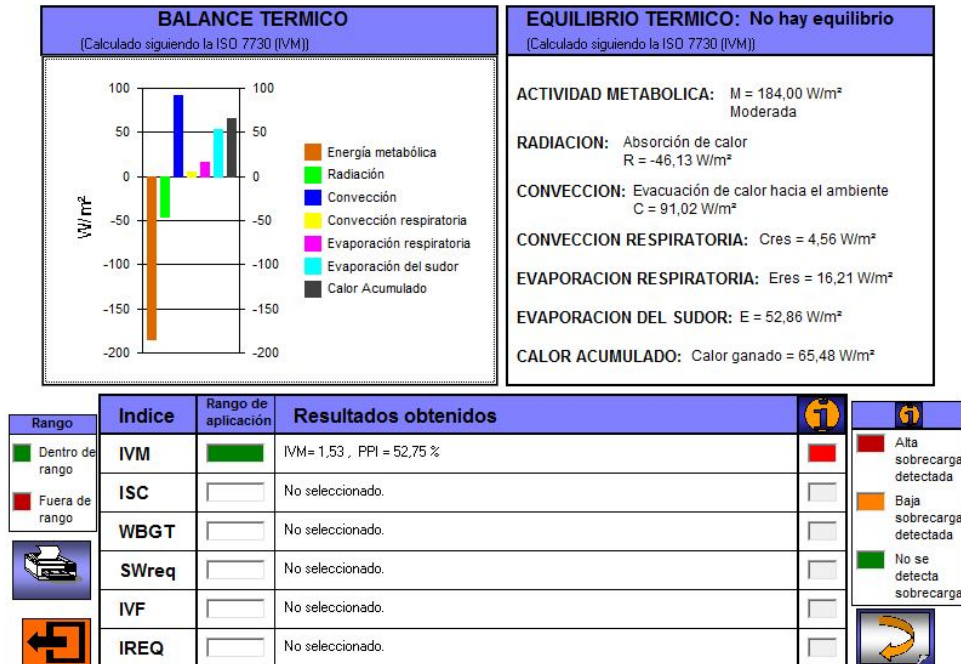 BALANCE TERMICO
(Calculado siguiendo la ISO 7730 (IVM))
100
50
0
-50
-100
-150
-200
W/m²
100
50
0
-50
-100
-150
-200
Energía metabólica
Radiación
Convección
Convección respiratoria
Evaporación respiratoria
Evaporación del sudor
Calor Acumulado
EQUILIBRIO TERMICO: No hay equilibrio
(Calculado siguiendo la ISO 7730 (IVM))
ACTIVIDAD METABOLICA: M = 184,00 W/m²
Moderada
RADIACION: Absorción de calor
R = -46,13 W/m²
CONVECCION: Evacuación de calor hacia el ambiente
C = 91,02 W/m²
CONVECCION RESPIRATORIA: Cres = 4,56 W/m²
EVAPORACION RESPIRATORIA: Eres = 16,21 W/m²
EVAPORACION DEL SUDOR: E = 52,86 W/m²
CALOR ACUMULADO: Calor ganado = 65,48 W/m²
Rango
Dentro de
rango
Fuera de
rango
Indice
Rango de
aplicación
Resultados obtenidos
i
IVM
IVM= 1,53 , PPI = 52,75 %
ISC
No seleccionado.
WBGT
No seleccionado.
SWreq
No seleccionado.
IVF
No seleccionado.
IREQ
No seleccionado.
i
Alta
sobrecarga
detectada
Baja
sobrecarga
detectada
No se
detecta
sobrecarga